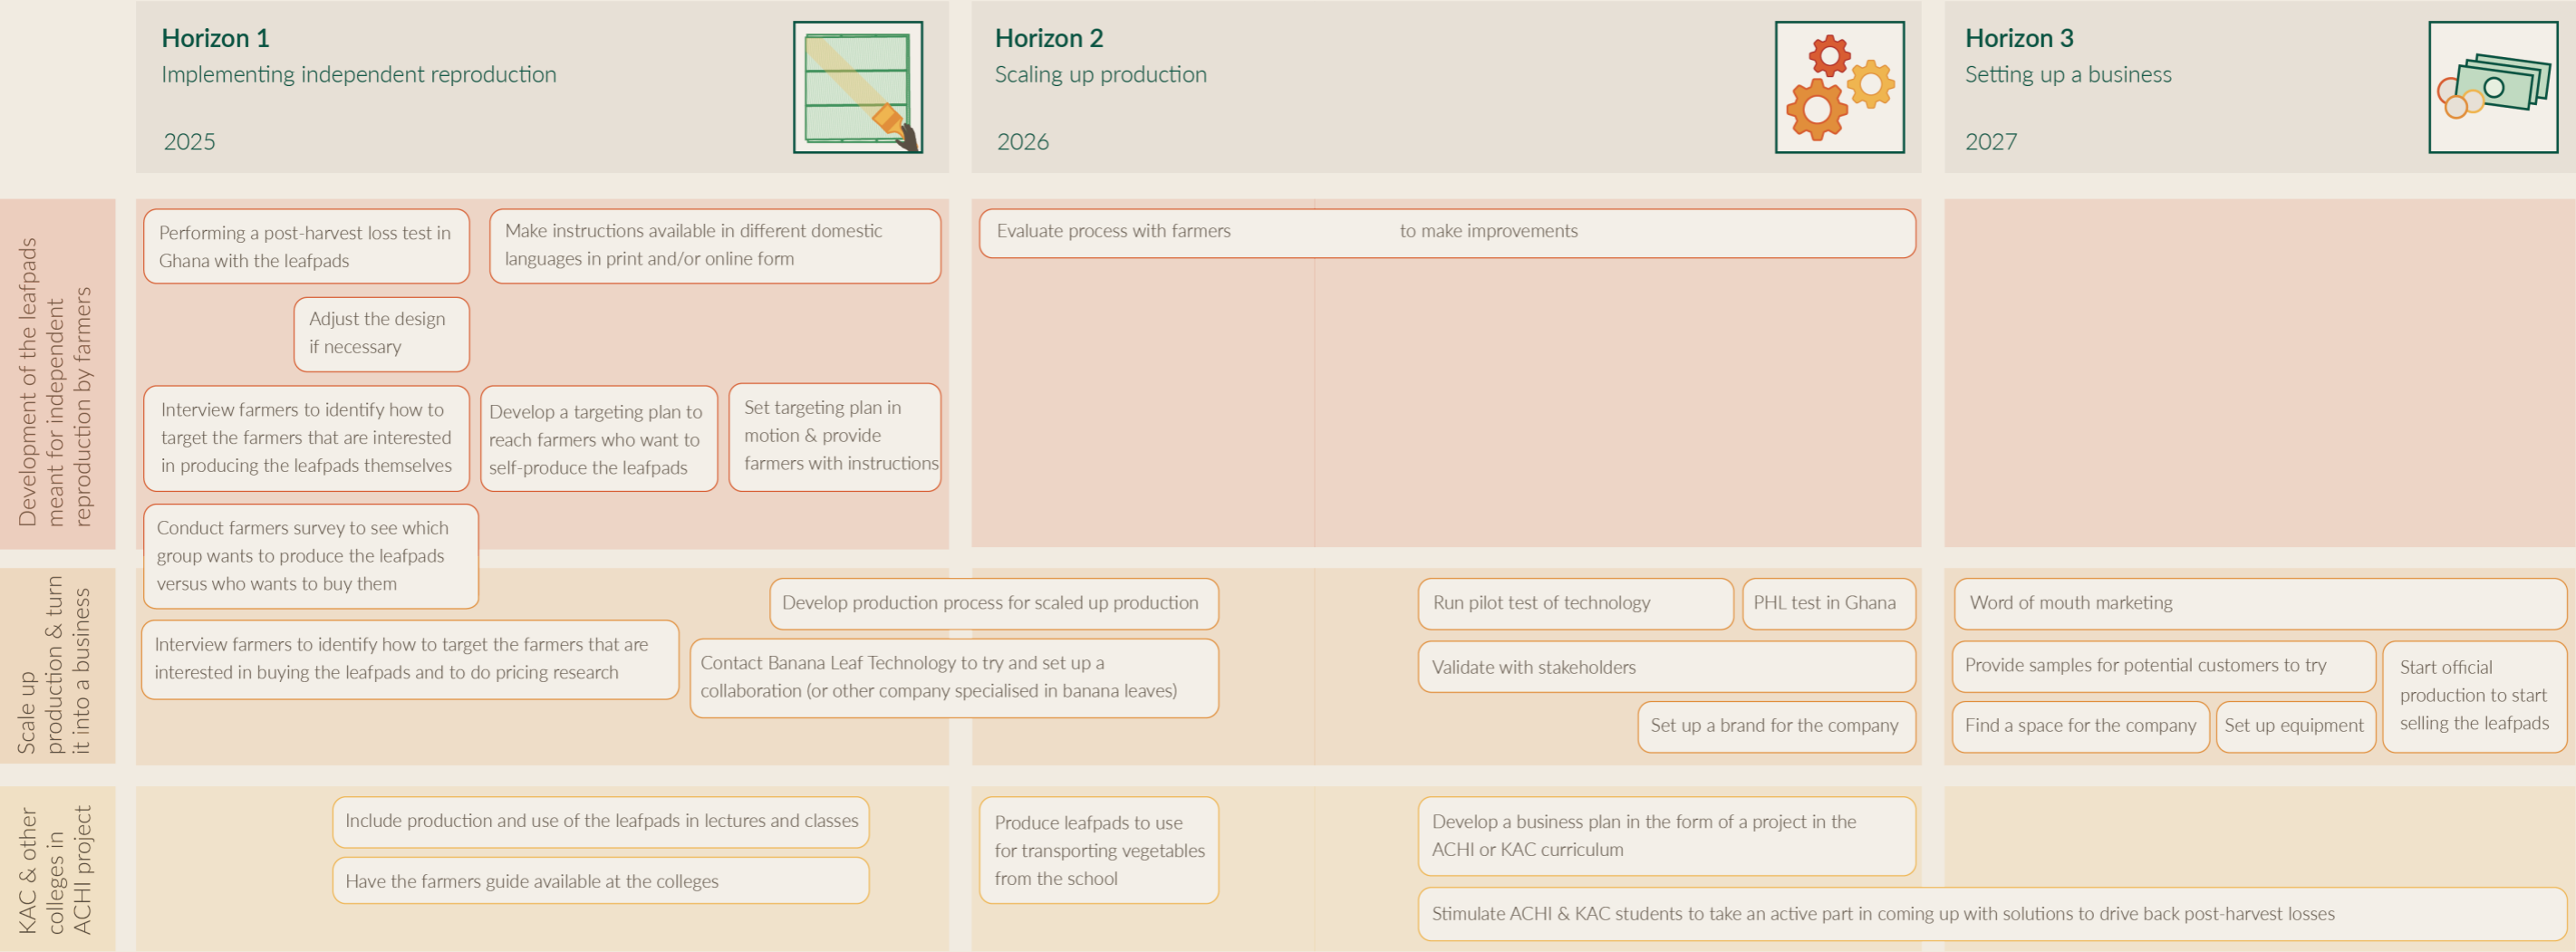 Horizon 1
Implementing independent reproduction
2025
Horizon 2
Scaling up production
2026
Horizon 3
Setting up a business
2027
Development of the leafpads
meant for independent
reproduction by farmers
Performing a post-harvest loss test in
Ghana with the leafpads
Make instructions available in different domestic
languages in print and/or online form
Adjust the design
if necessary
Interview farmers to identify how to
target the farmers that are interested
in producing the leafpads themselves
Develop a targeting plan to
reach farmers who want to
self-produce the leafpads
Set targeting plan in
motion & provide
farmers with instructions
Conduct farmers survey to see which
group wants to produce the leafpads
versus who wants to buy them
Evaluate process with farmers to make improvements
Scale up
production & turn
it into a business
Interview farmers to identify how to target the farmers that are
interested in buying the leafpads and to do pricing research
Develop production process for scaled up production
Contact Banana Leaf Technology to try and set up a
collaboration (or other company specialised in banana leaves)
Run pilot test of technology
PHL test in Ghana
Validate with stakeholders
Set up a brand for the company
Word of mouth marketing
Provide samples for potential customers to try
Find a space for the company
Set up equipment
Start official
production to start
selling the leafpads
KAC & other
colleges in
ACHI project
Include production and use of the leafpads in lectures and classes
Have the farmers guide available at the colleges
Produce leafpads to use
for transporting vegetables
from the school
Develop a business plan in the form of a project in the
ACHI or KAC curriculum
Stimulate ACHI & KAC students to take an active part in coming up with solutions to drive back post-harvest losses